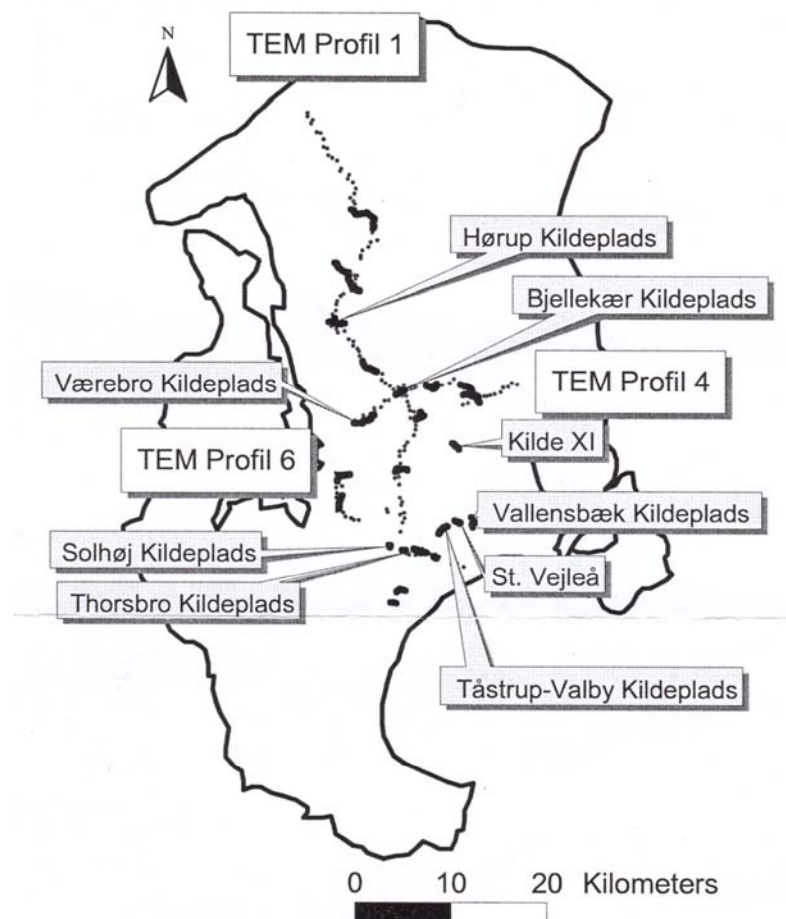 N
TEM Profil 1
Hørup Kildeplads
Bjellekær Kildeplads
Værebro Kildeplads
TEM Profil 4
TEM Profil 6
Kilde XI
Vallensbæk Kildeplads
Solhøj Kildeplads
St. Vejleå
Thorsbro Kildeplads
Tåstrup-Valby Kildeplads
0 10 20 Kilometers